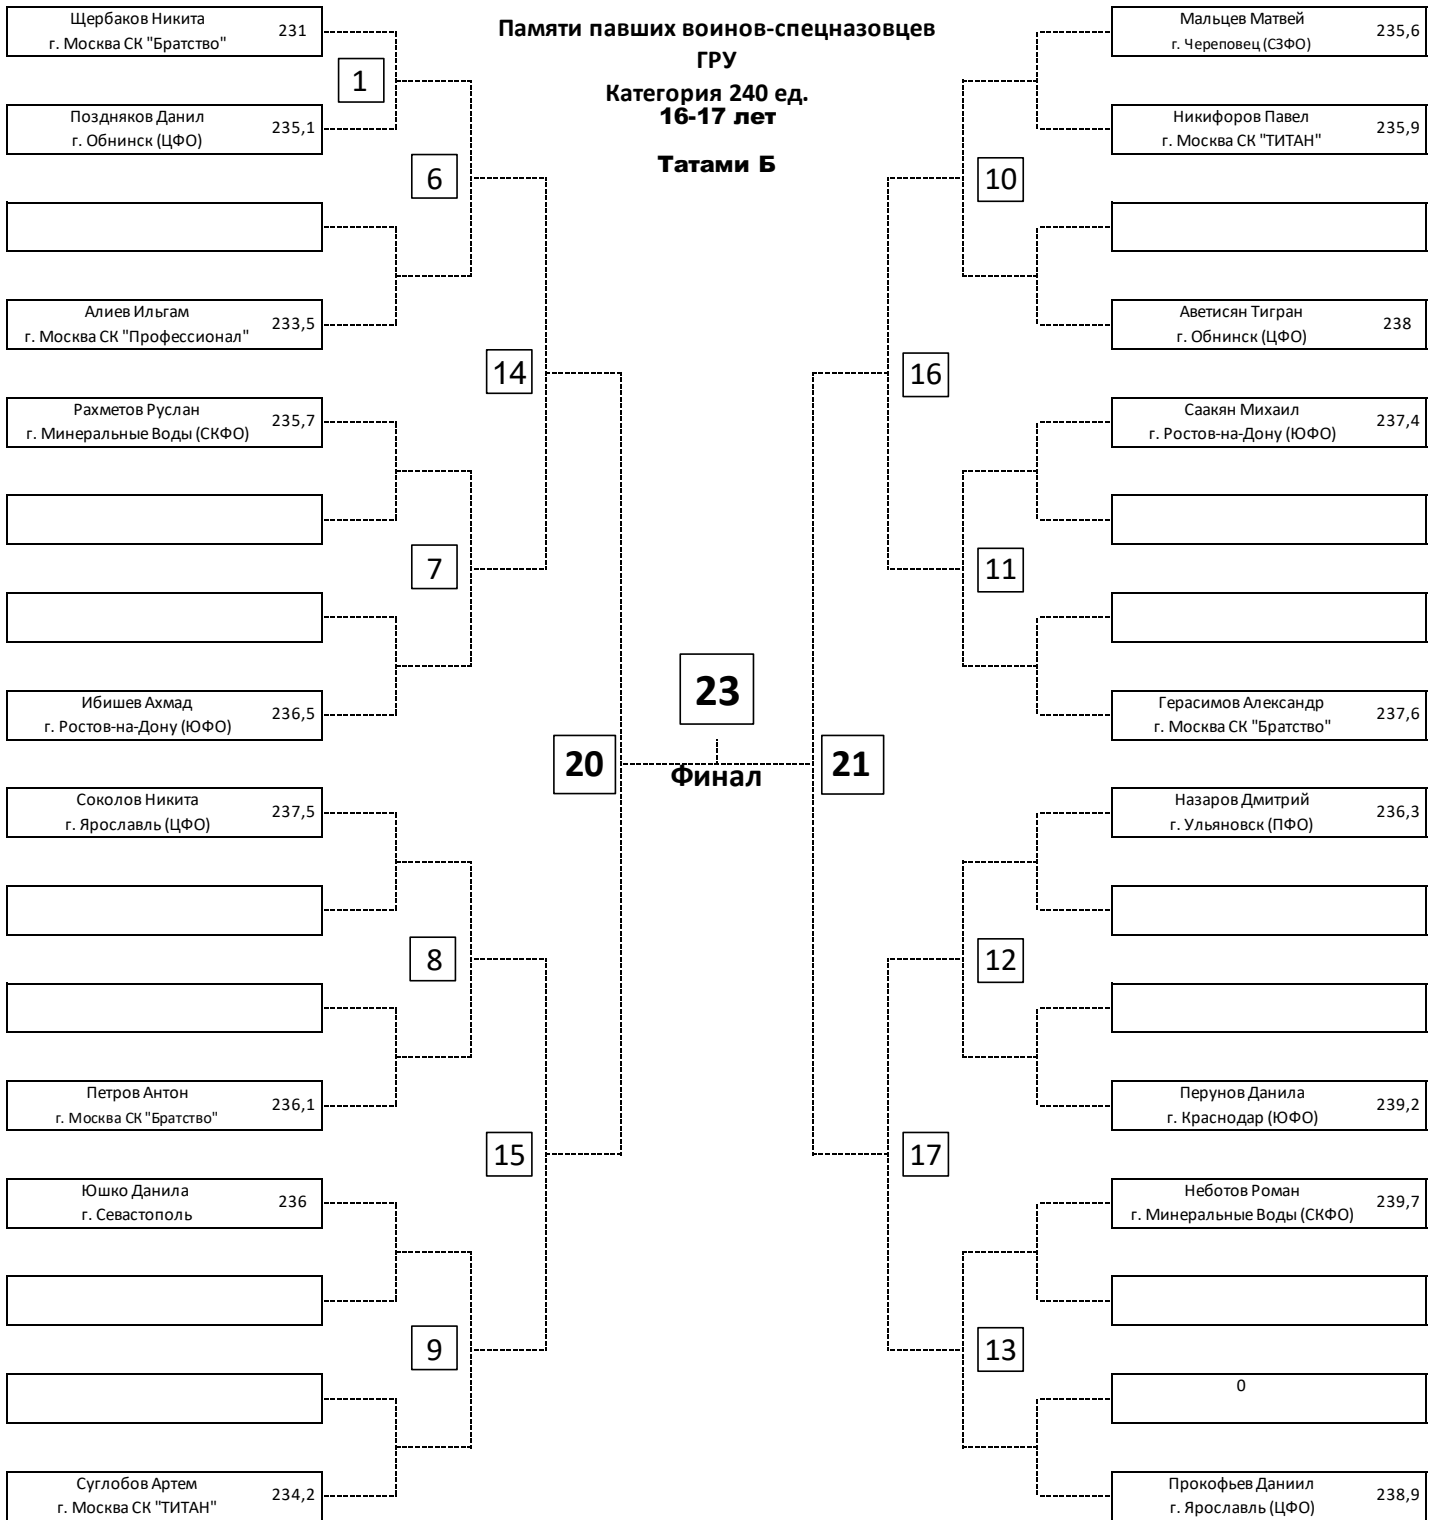 Памяти павших воинов-спецназовцев
ГРУ
Категория 240 ед.
16-17 лет
Татами Б
Щербаков Никита
г. Москва СК "Братство" 231
1
Поздняков Данил
г. Обнинск (ЦФО) 235,1
6
Алиев Ильгам
г. Москва СК "Профессионал" 233,5
14
Рахметов Руслан
г. Минеральные Воды (СКФО) 235,7
7
Ибишев Ахмад
г. Ростов-на-Дону (ЮФО) 236,5
20
Соколов Никита
г. Ярославль (ЦФО) 237,5
8
Петров Антон
г. Москва СК "Братство" 236,1
15
Юшко Данила
г. Севастополь 236
9
Суглобов Артем
г. Москва СК "ТИТАН" 234,2
23
Финал
Мальцев Матвей
г. Череповец (СЗФО) 235,6
Никифоров Павел
г. Москва СК "ТИТАН" 235,9
10
Аветисян Тигран
г. Обнинск (ЦФО) 238
16
Саакян Михаил
г. Ростов-на-Дону (ЮФО) 237,4
11
Герасимов Александр
г. Москва СК "Братство" 237,6
21
Назаров Дмитрий
г. Ульяновск (ПФО) 236,3
12
Перунов Данила
г. Краснодар (ЮФО) 239,2
17
Неботов Роман
г. Минеральные Воды (СКФО) 239,7
13
0
Прокофьев Даниил
г. Ярославль (ЦФО) 238,9